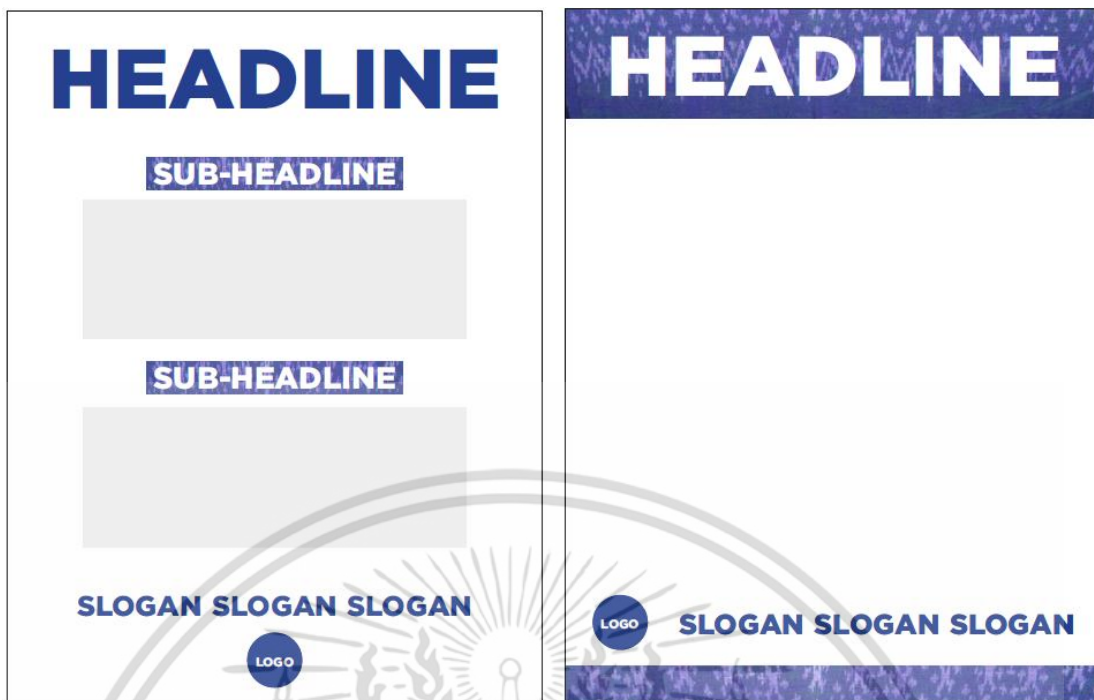 HEADLINE
SUB-HEADLINE
SUB-HEADLINE
SLOGAN SLOGAN SLOGAN
LOGO
HEADLINE
LOGO
SLOGAN SLOGAN SLOGAN